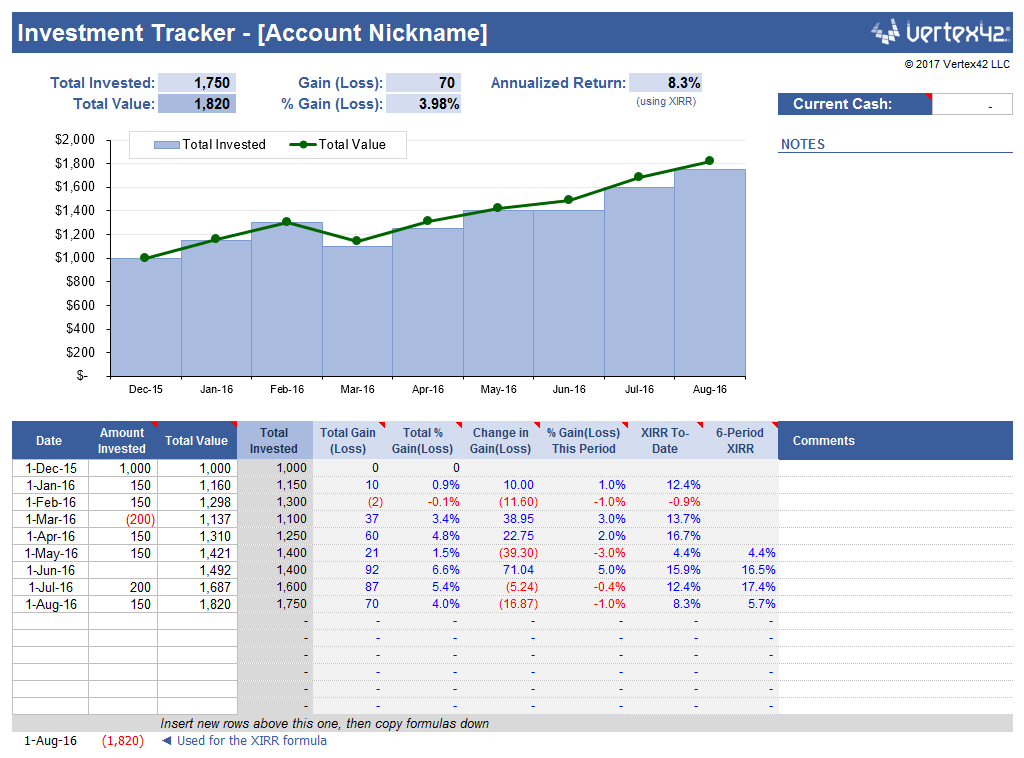 Investment Tracker - [Account Nickname]
vertex42
© 2017 Vertex42 LLC
Total Invested: 1,750 Gain (Loss): 70 Annualized Return: 8.3%
Total Value: 1,820 % Gain (Loss): 3.98% (using XIRR)
Current Cash: -
NOTES
Total Invested Total Value
$2,000
$1,800
$1,600
$1,400
$1,200
$1,000
$800
$600
$400
$200
$-
Dec-15 Jan-16 Feb-16 Mar-16 Apr-16 May-16 Jun-16 Jul-16 Aug-16
Date Amount Invested Total Value Total Invested Total Gain (Loss) Total % Gain(Loss) Change in Gain(Loss) % Gain(Loss) This Period XIRR To-Date 6-Period XIRR Comments
1-Dec-15 1,000 1,000 1,000 0 0
1-Jan-16 150 1,160 1,150 10 0.9% 10.00 1.0% 12.4%
1-Feb-16 150 1,298 1,300 (2) -0.1% (11.60) -1.0% -0.9%
1-Mar-16 (200) 1,137 1,100 37 3.4% 38.95 3.0% 13.7%
1-Apr-16 150 1,310 1,250 60 4.8% 22.75 2.0% 16.7%
1-May-16 150 1,421 1,400 21 1.5% (39.30) -3.0% 4.4% 4.4%
1-Jun-16 1,492 1,400 92 6.6% 71.04 5.0% 15.9% 16.5%
1-Jul-16 200 1,687 1,600 87 5.4% (5.24) -0.4% 12.4% 17.4%
1-Aug-16 150 1,820 1,750 70 4.0% (16.87) -1.0% 8.3% 5.7%
- - - - - - -
- - - - - - -
- - - - - - -
- - - - - - -
- - - - - - -
- - - - - - -
Insert new rows above this one, then copy formulas down
1-Aug-16 (1,820) ◄ Used for the XIRR formula